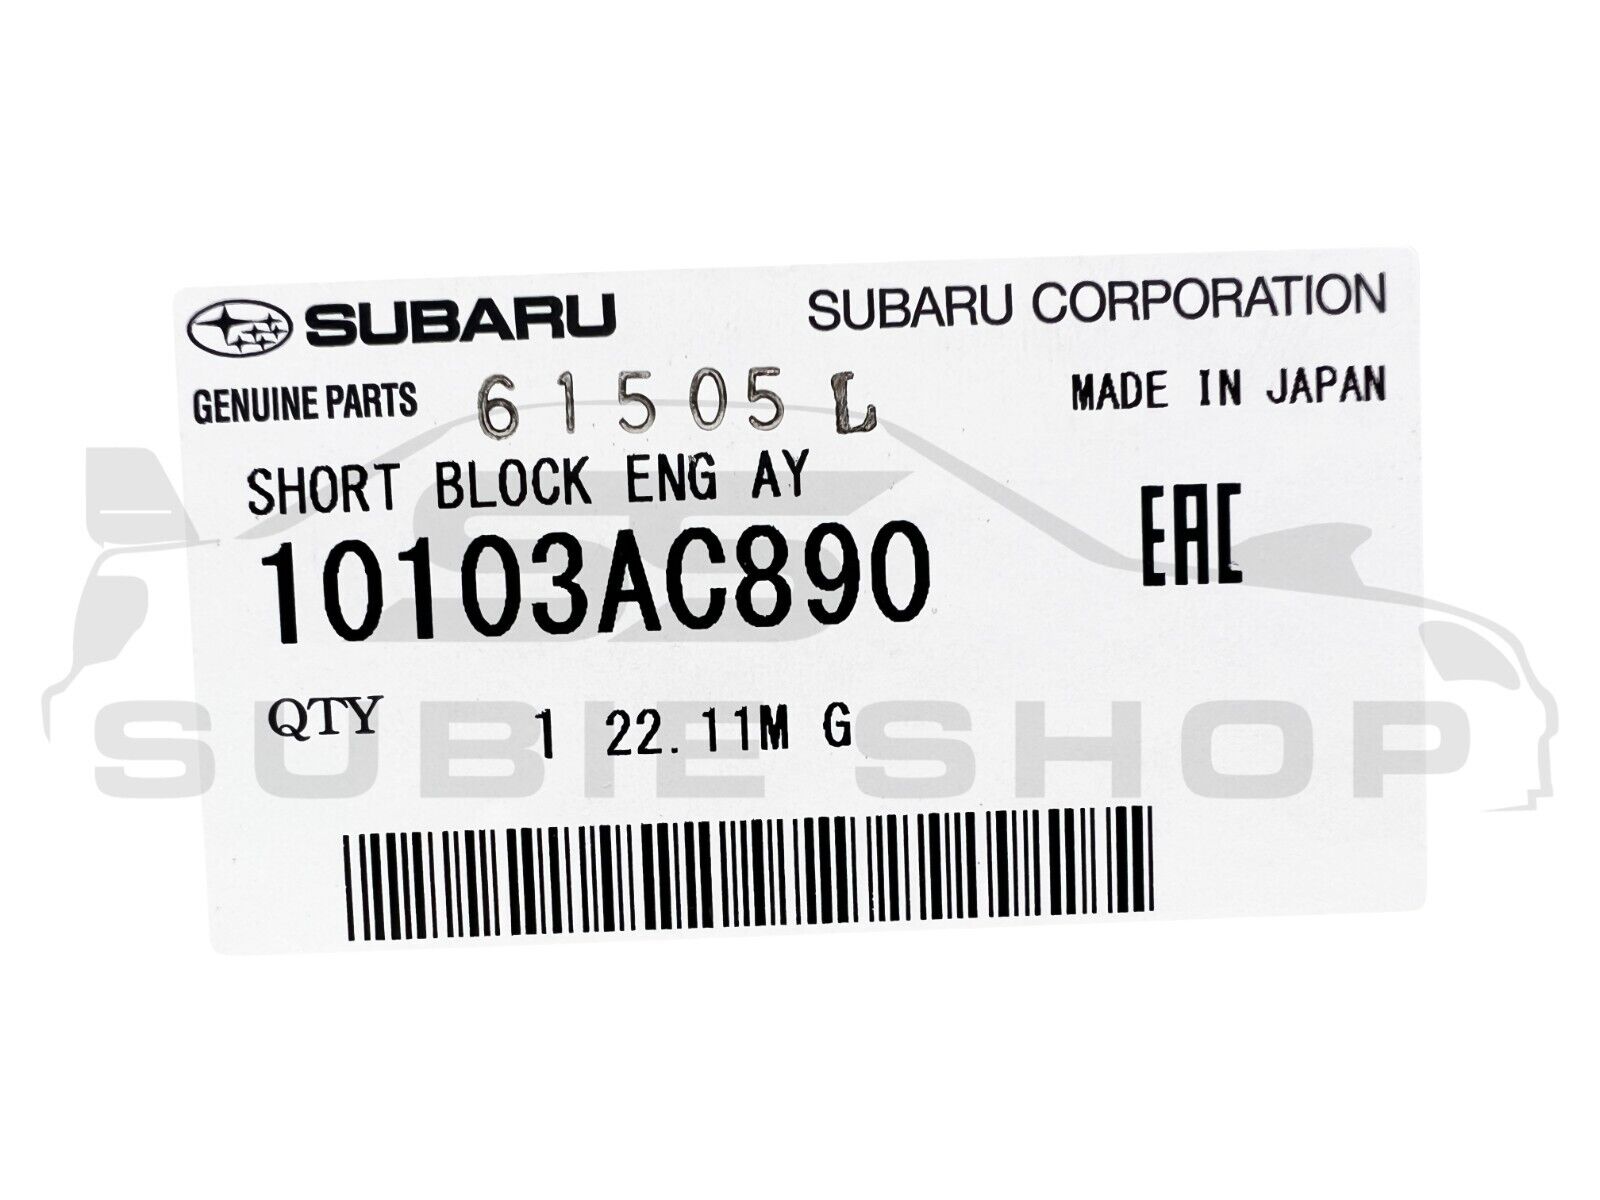 SUBARU SUBARU CORPORATION
GENUINE PARTS 61505L MADE IN JAPAN
SHORT BLOCK ENG AY
EAC
10103AC890
QTY 1 22.11M G
SS
SUBIE SHOP